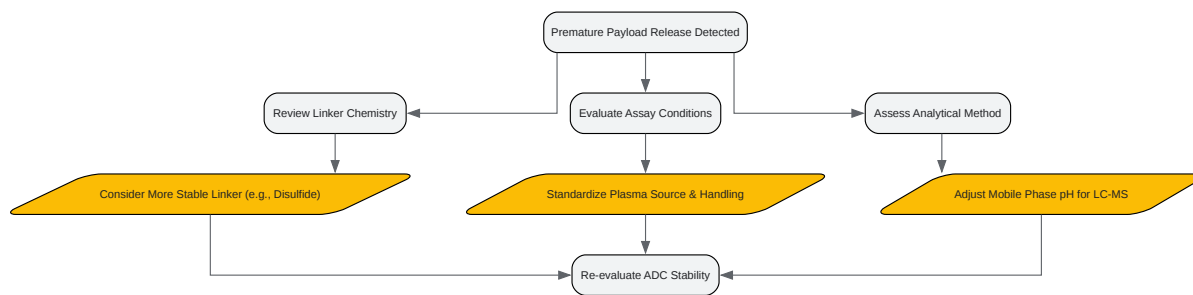 Premature Payload Release Detected
Review Linker Chemistry
Evaluate Assay Conditions
Assess Analytical Method
Consider More Stable Linker (e.g., Disulfide)
Standardize Plasma Source & Handling
Adjust Mobile Phase pH for LC-MS
Re-evaluate ADC Stability